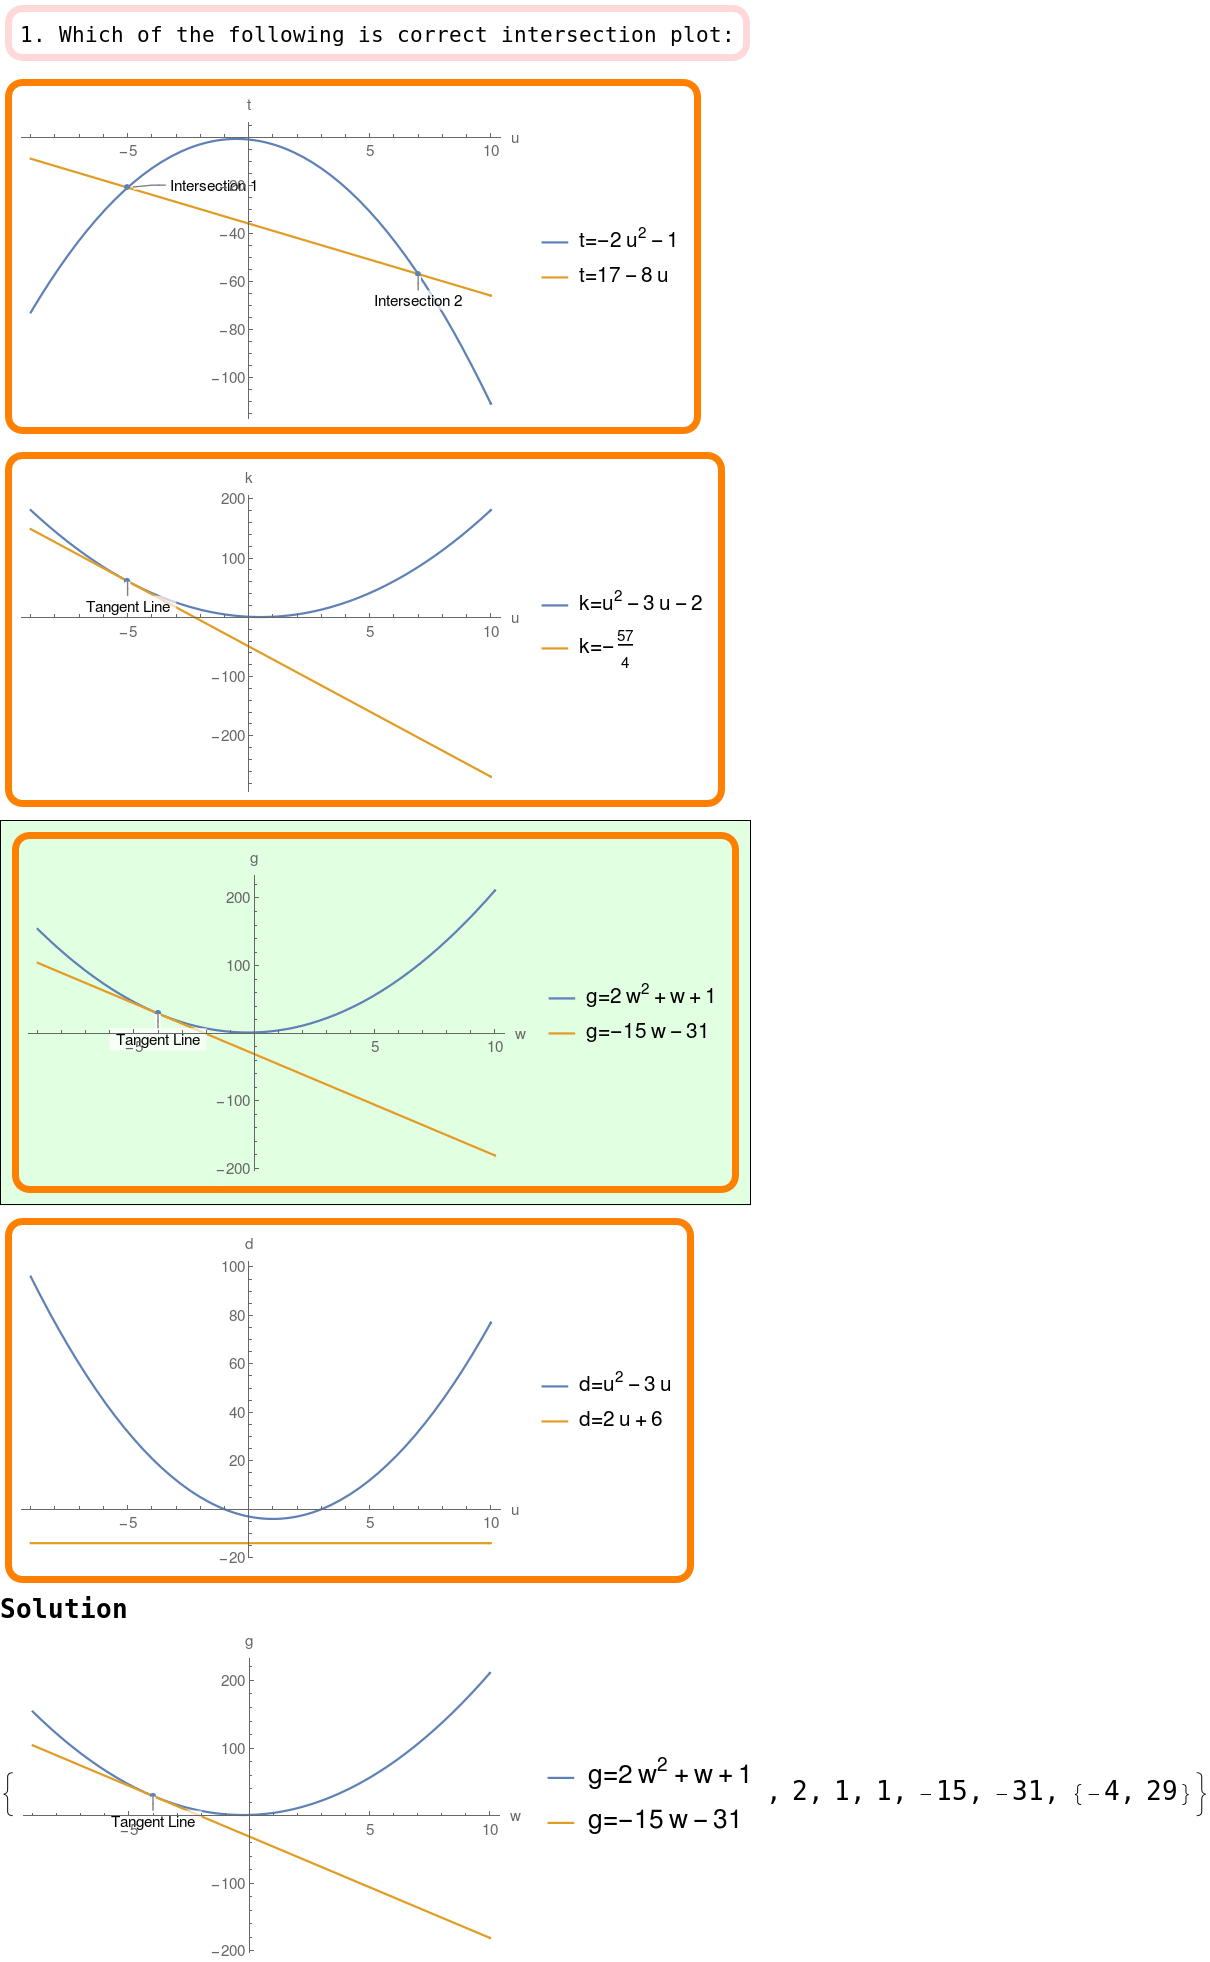 1. Which of the following is correct intersection plot:
t
u
−5 5 10
Intersection 1
−20
−40
−60
−80
−100
Intersection 2
t=−2 u² − 1
t=17 − 8 u
k
200
100
Tangent Line
u
−5 5 10
−100
−200
k=u² − 3 u − 2
k=− 57/4
g
200
100
Tangent Line
w
−5 5 10
−100
−200
g=2 w² + w + 1
g=−15 w − 31
d
100
80
60
40
20
u
−5 5 10
−20
d=u² − 3 u
d=2 u + 6
Solution
g
200
100
Tangent Line
w
−5 5 10
−100
−200
{ g=2 w² + w + 1
g=−15 w − 31
, 2, 1, 1, −15, −31, {−4, 29}}